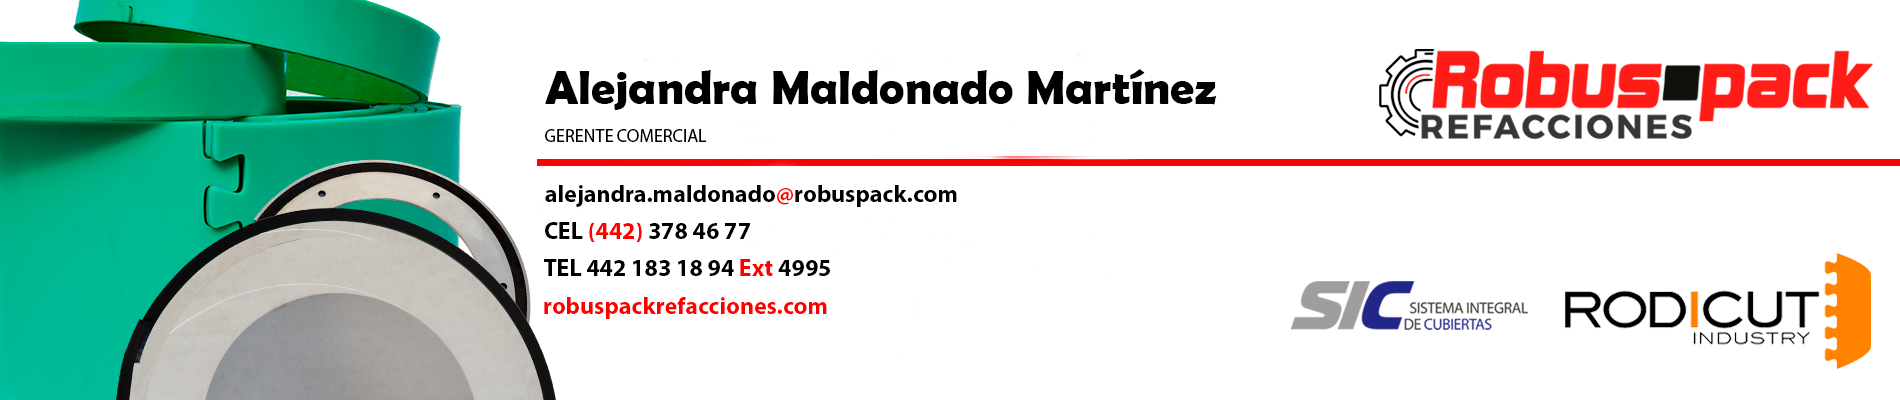 Alejandra Maldonado Martínez
GERENTE COMERCIAL
Robus pack
REFACCIONES
alejandra.maldonado@robuspack.com
CEL (442) 378 46 77
TEL 442 183 18 94 Ext 4995
robuspackrefacciones.com
SIC SISTEMA INTEGRAL
DE CUBIERTAS
RODICUT
INDUSTRY